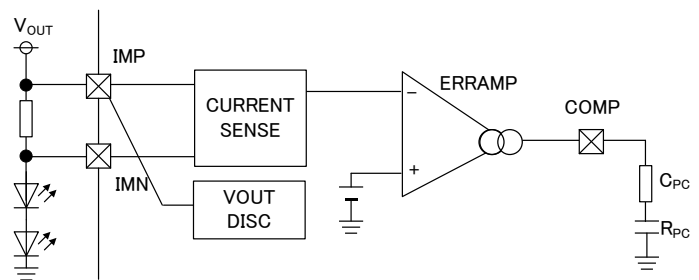 VOUT
IMP
CURRENT
SENSE
ERRAMP
−
+
COMP
IMN
VOUT
DISC
CPC
RPC